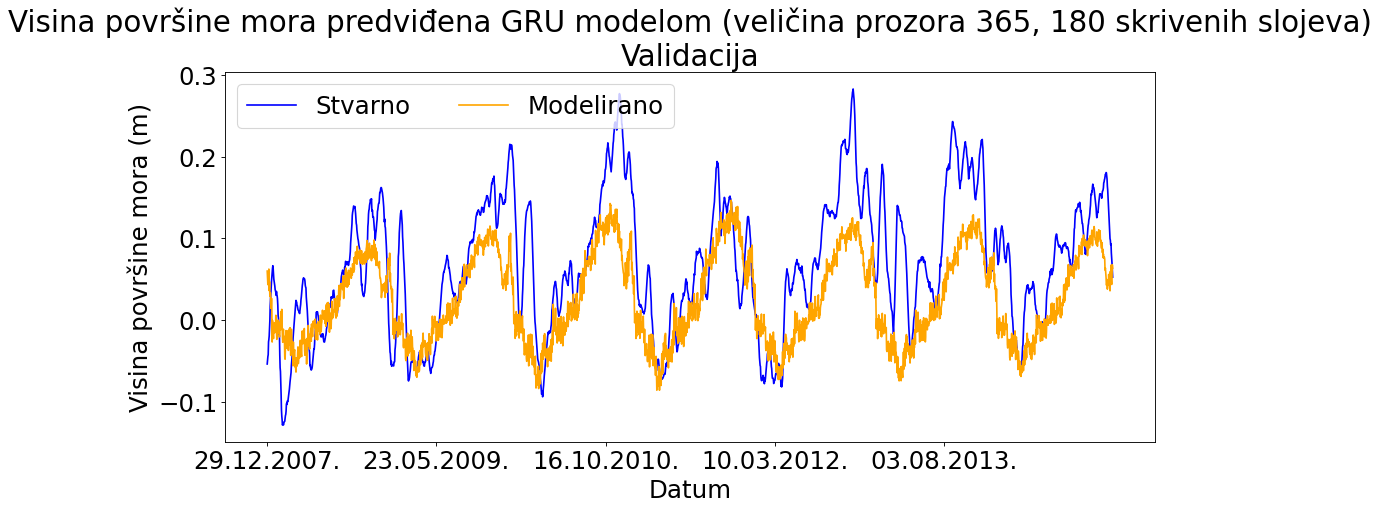 Visina površine mora predviđena GRU modelom (veličina prozora 365, 180 skrivenih slojeva)
Validacija
Stvarno
Modelirano
Visina površine mora (m)
0.3
0.2
0.1
0.0
−0.1
29.12.2007.
23.05.2009.
16.10.2010.
10.03.2012.
03.08.2013.
Datum